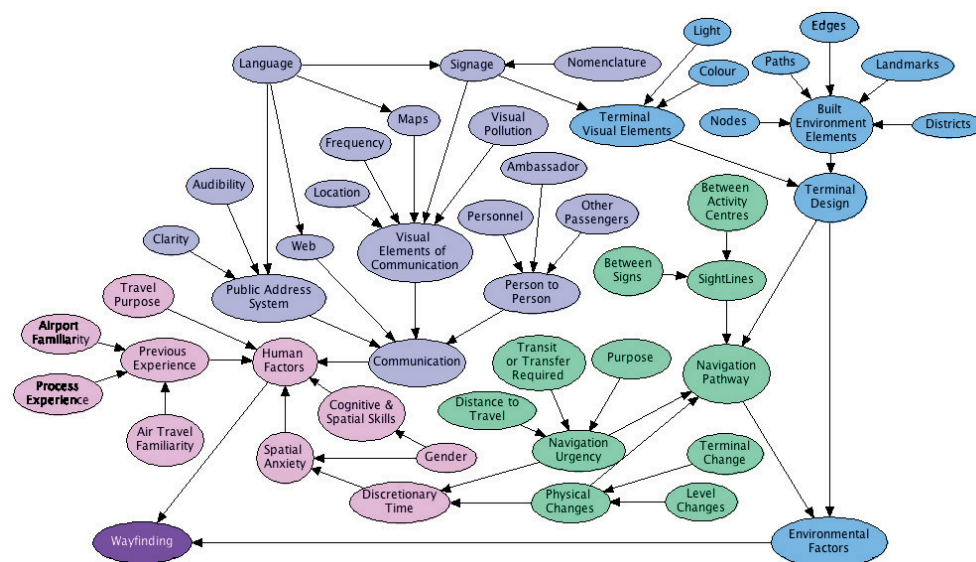 Edges
Light
Language
Signage
Nomenclature
Paths
Landmarks
Colour
Maps
Visual
Pollution
Terminal
Visual Elements
Built
Environment
Elements
Nodes
Districts
Frequency
Ambassador
Audibility
Location
Between
Activity
Centres
Terminal
Design
Personnel
Other
Passengers
Clarity
Web
Visual
Elements of
Communication
Between
Signs
SightLines
Travel
Purpose
Public Address
System
Person to
Person
Airport
Familiarity
Previous
Experience
Human
Factors
Communication
Transit
or Transfer
Required
Purpose
Navigation
Pathway
Process
Experience
Cognitive &
Spatial Skills
Distance to
Travel
Air Travel
Familiarity
Spatial
Anxiety
Gender
Navigation
Urgency
Terminal
Change
Discretionary
Time
Physical
Changes
Level
Changes
Wayfinding
Environmental
Factors